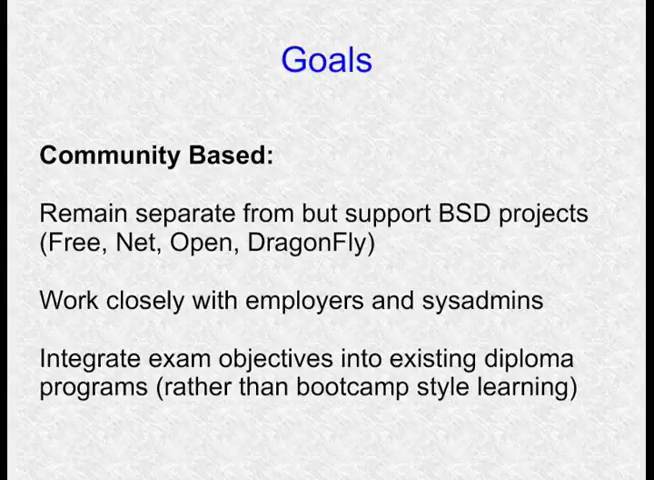 Goals
Community Based:
Remain separate from but support BSD projects
(Free, Net, Open, DragonFly)
Work closely with employers and sysadmins
Integrate exam objectives into existing diploma
programs (rather than bootcamp style learning)